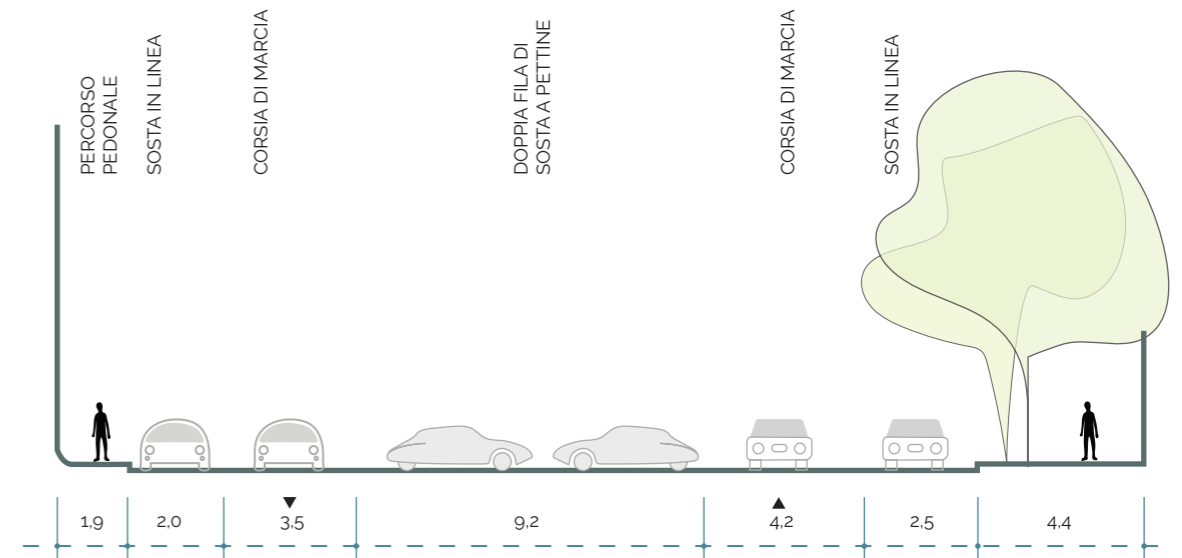 PERCORSO
PEDONALE
SOSTA IN LINEA
CORSIA DI MARCIA
DOPPIA FILA DI
SOSTA A PETTINE
CORSIA DI MARCIA
SOSTA IN LINEA
1,9
2,0
3,5
9,2
4,2
2,5
4,4